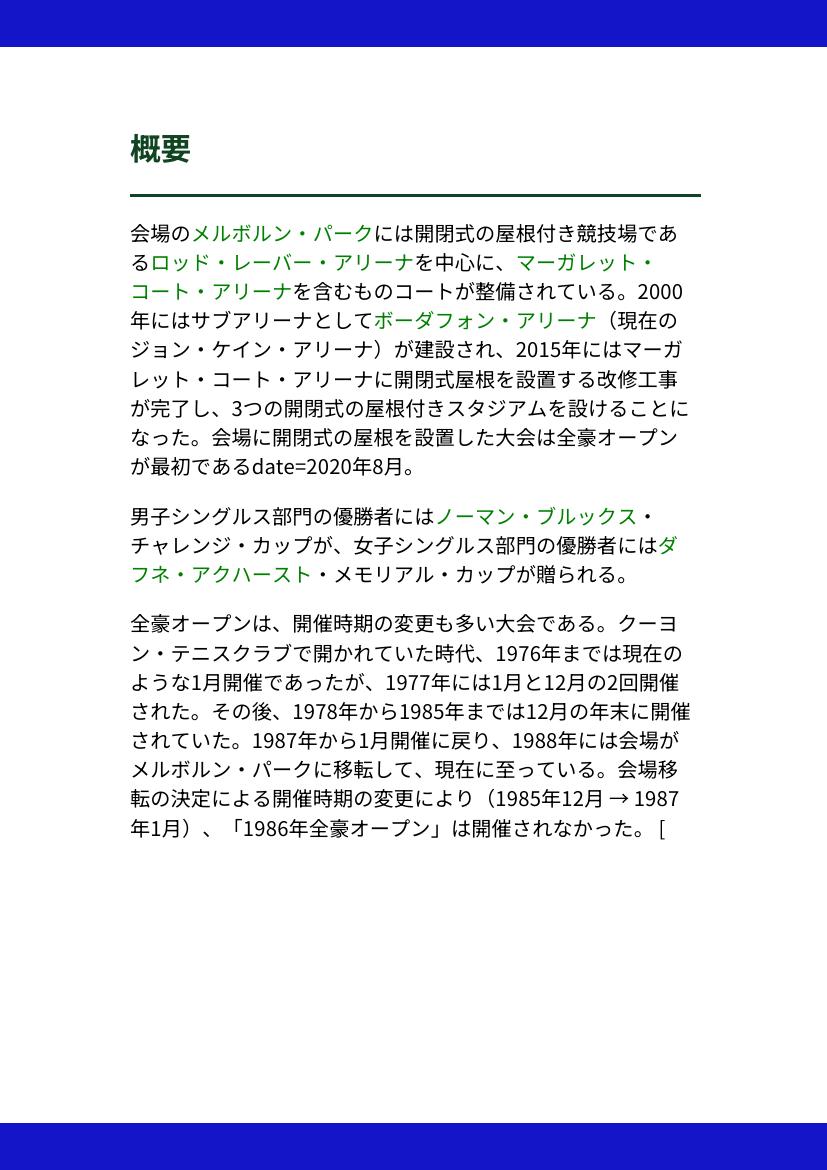 概要
会場のメルボルン・パークには開閉式の屋根付き競技場であ
るロッド・レーバー・アリーナを中心に、マーガレット・
コート・アリーナを含むものコートが整備されている。2000
年にはサブアリーナとしてボーダフォン・アリーナ（現在の
ジョン・ケイン・アリーナ）が建設され、2015年にはマーガ
レット・コート・アリーナに開閉式屋根を設置する改修工事
が完了し、3つの開閉式の屋根付きスタジアムを設けることに
なった。会場に開閉式の屋根を設置した大会は全豪オープン
が最初であるdate=2020年8月。
男子シングルス部門の優勝者にはノーマン・ブルックス・
チャレンジ・カップが、女子シングルス部門の優勝者にはダ
フネ・アクハースト・メモリアル・カップが贈られる。
全豪オープンは、開催時期の変更も多い大会である。クーヨ
ン・テニスクラブで開かれていた時代、1976年までは現在の
ような1月開催であったが、1977年には1月と12月の2回開催
された。その後、1978年から1985年までは12月の年末に開催
されていた。1987年から1月開催に戻り、1988年には会場が
メルボルン・パークに移転して、現在に至っている。会場移
転の決定による開催時期の変更により（1985年12月 → 1987
年1月）、「1986年全豪オープン」は開催されなかった。 [